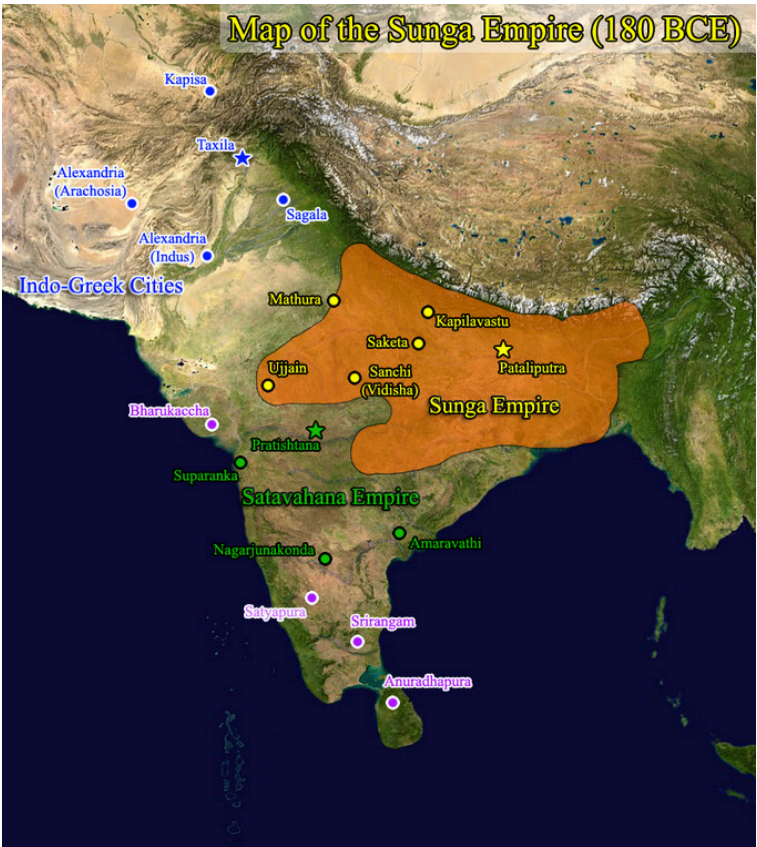 Map of the Sunga Empire (180 BCE)
Kapisa
Taxila
Alexandria
(Arachosia)
Sagala
Alexandria
(Indus)
Indo-Greek Cities
Mathura
Kapilavastu
Saketa
Ujjain
Sanchi
(Vidisha)
Pataliputra
Sunga Empire
Bharukaccha
Pratishtana
Suparanka
Satavahana Empire
Amaravathi
Nagarjunakonda
Satyapura
Srirangam
Anuradhapura